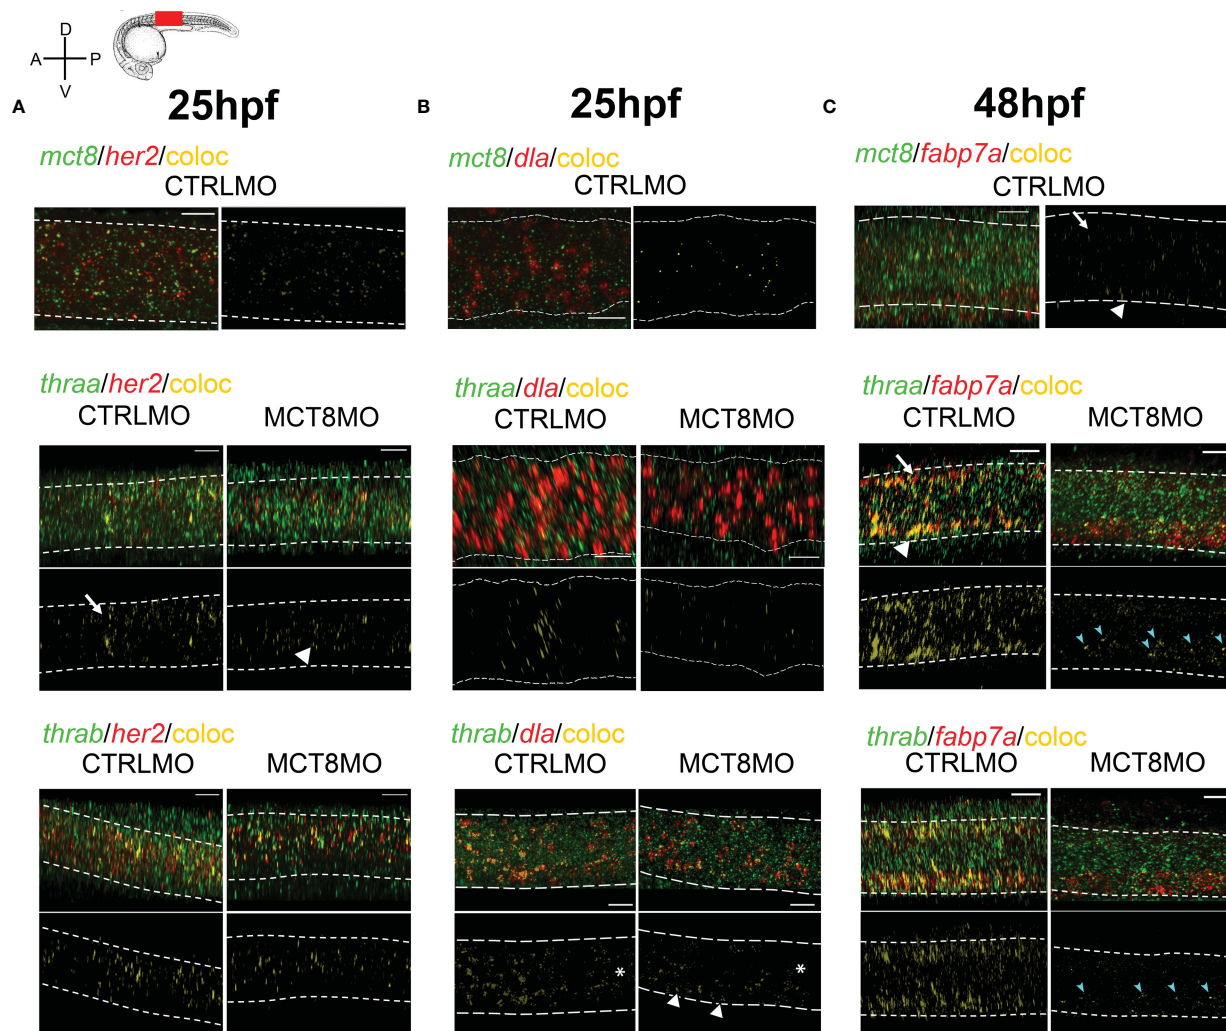 D
A P
V
A 25hpf
mct8/her2/coloc
CTRLMO
thraa/her2/coloc
CTRLMO MCT8MO
thrab/her2/coloc
CTRLMO MCT8MO
*B* 25hpf
mct8/dla/coloc
CTRLMO
thraa/dla/coloc
CTRLMO MCT8MO
thrab/dla/coloc
CTRLMO MCT8MO
* *
C 48hpf
mct8/fabp7a/coloc
CTRLMO
thraa/fabp7a/coloc
CTRLMO MCT8MO
thrab/fabp7a/coloc
CTRLMO MCT8MO